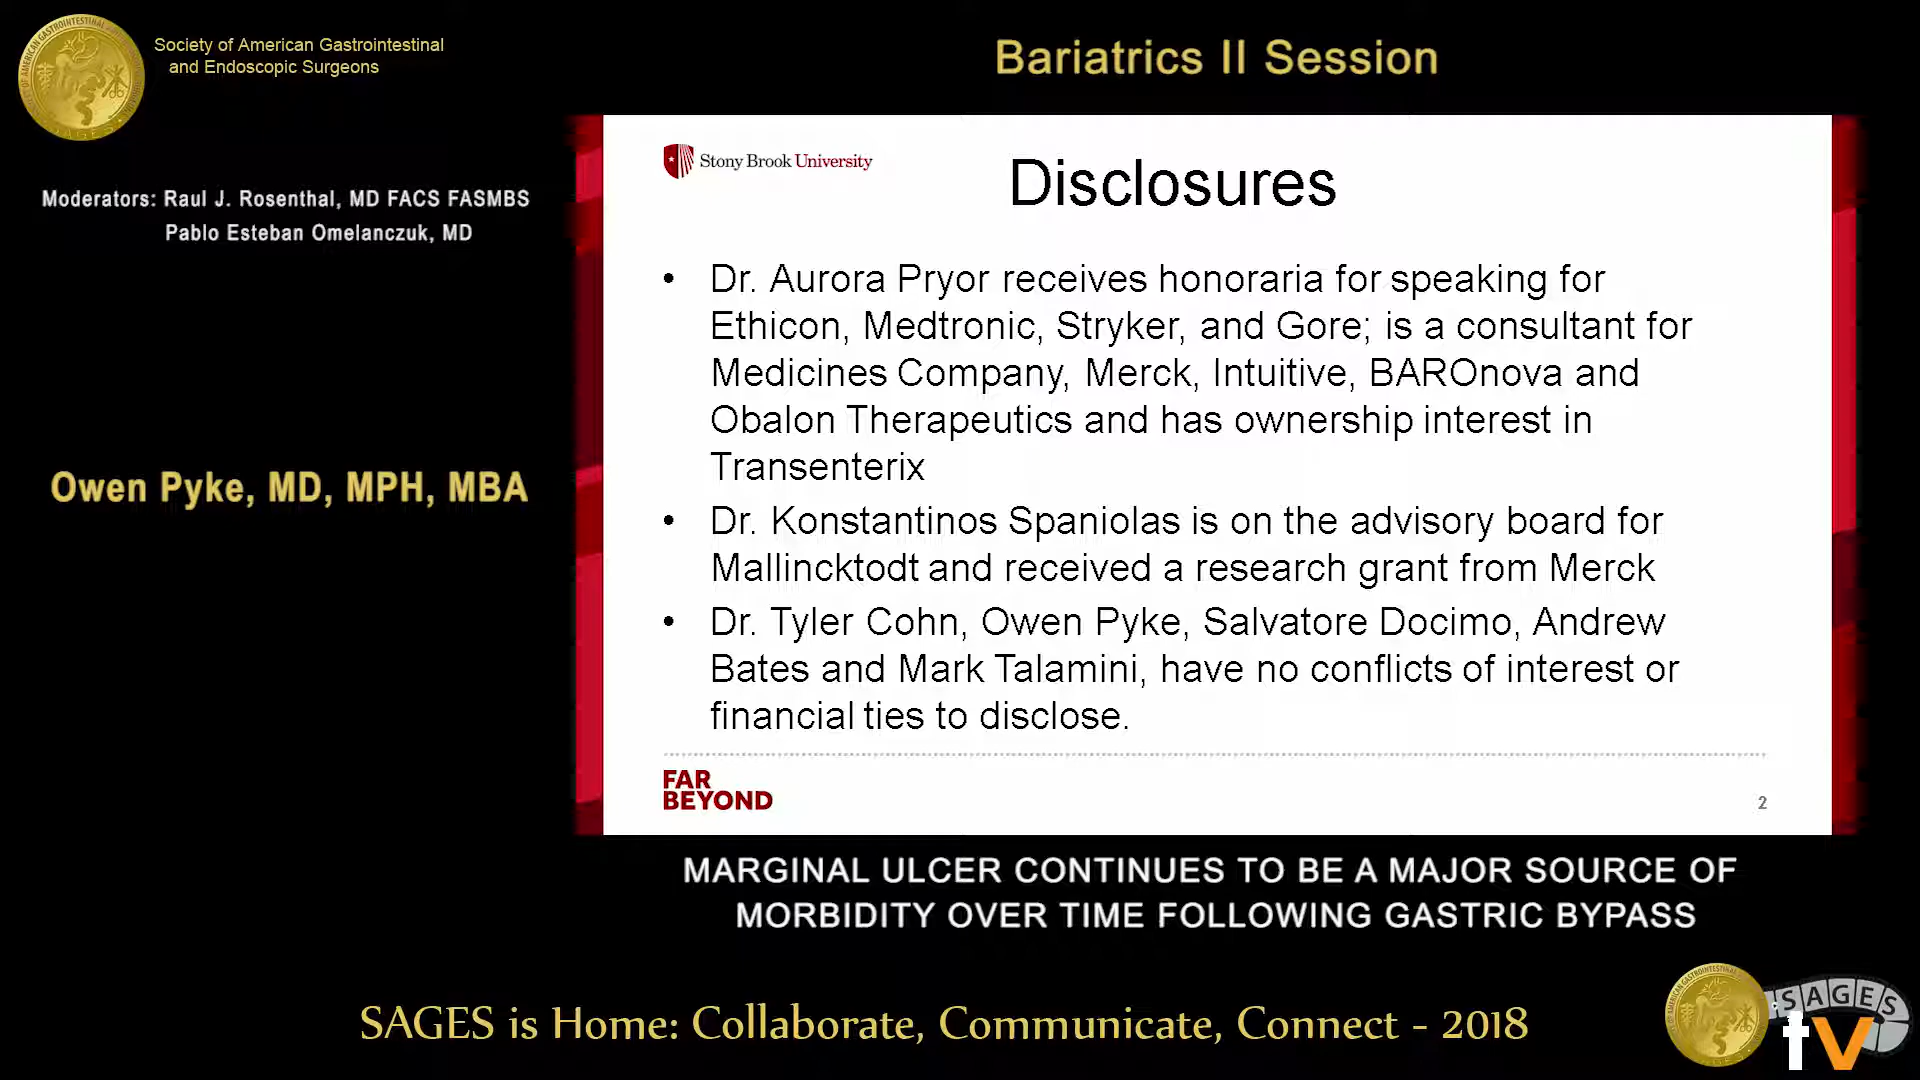 Society of American Gastrointestinal
and Endoscopic Surgeons
Bariatrics II Session
Moderators: Raul J. Rosenthal, MD FACS FASMBS
Pablo Esteban Omelanczuk, MD
Owen Pyke, MD, MPH, MBA
Stony Brook University
Disclosures
• Dr. Aurora Pryor receives honoraria for speaking for
Ethicon, Medtronic, Stryker, and Gore; is a consultant for
Medicines Company, Merck, Intuitive, BAROnova and
Obalon Therapeutics and has ownership interest in
Transenterix
• Dr. Konstantinos Spaniolas is on the advisory board for
Mallincktodt and received a research grant from Merck
• Dr. Tyler Cohn, Owen Pyke, Salvatore Docimo, Andrew
Bates and Mark Talamini, have no conflicts of interest or
financial ties to disclose.
FAR
BEYOND
2
MARGINAL ULCER CONTINUES TO BE A MAJOR SOURCE OF
MORBIDITY OVER TIME FOLLOWING GASTRIC BYPASS
SAGES is Home: Collaborate, Communicate, Connect - 2018
SAGES
tv